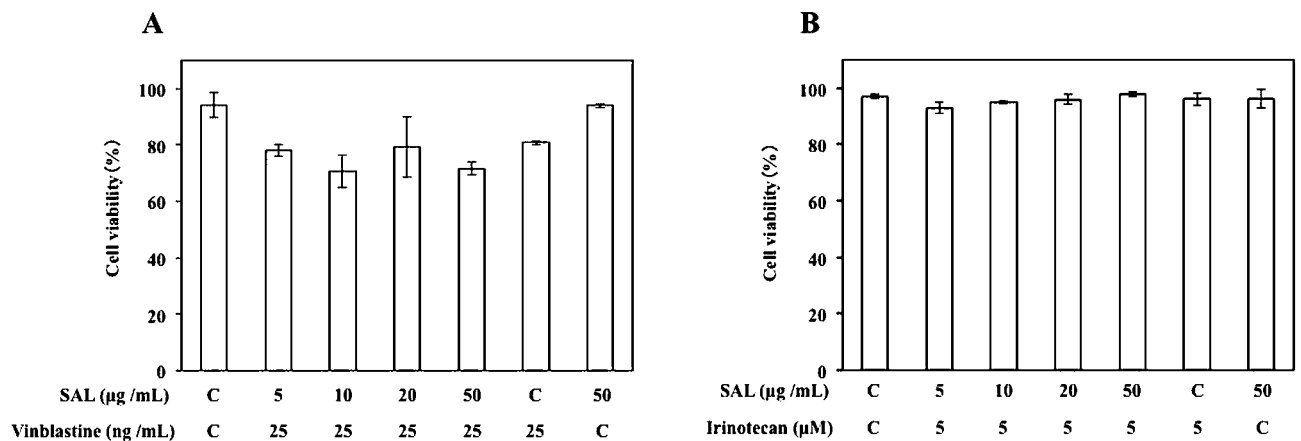 A
Cell viability (%)
100
80
60
40
20
0
SAL (µg /mL) C 5 10 20 50 C 50
Vinblastine (ng /mL) C 25 25 25 25 25 C
B
Cell viability (%)
100
80
60
40
20
0
SAL (µg /mL) C 5 10 20 50 C 50
Irinotecan (µM) C 5 5 5 5 5 C